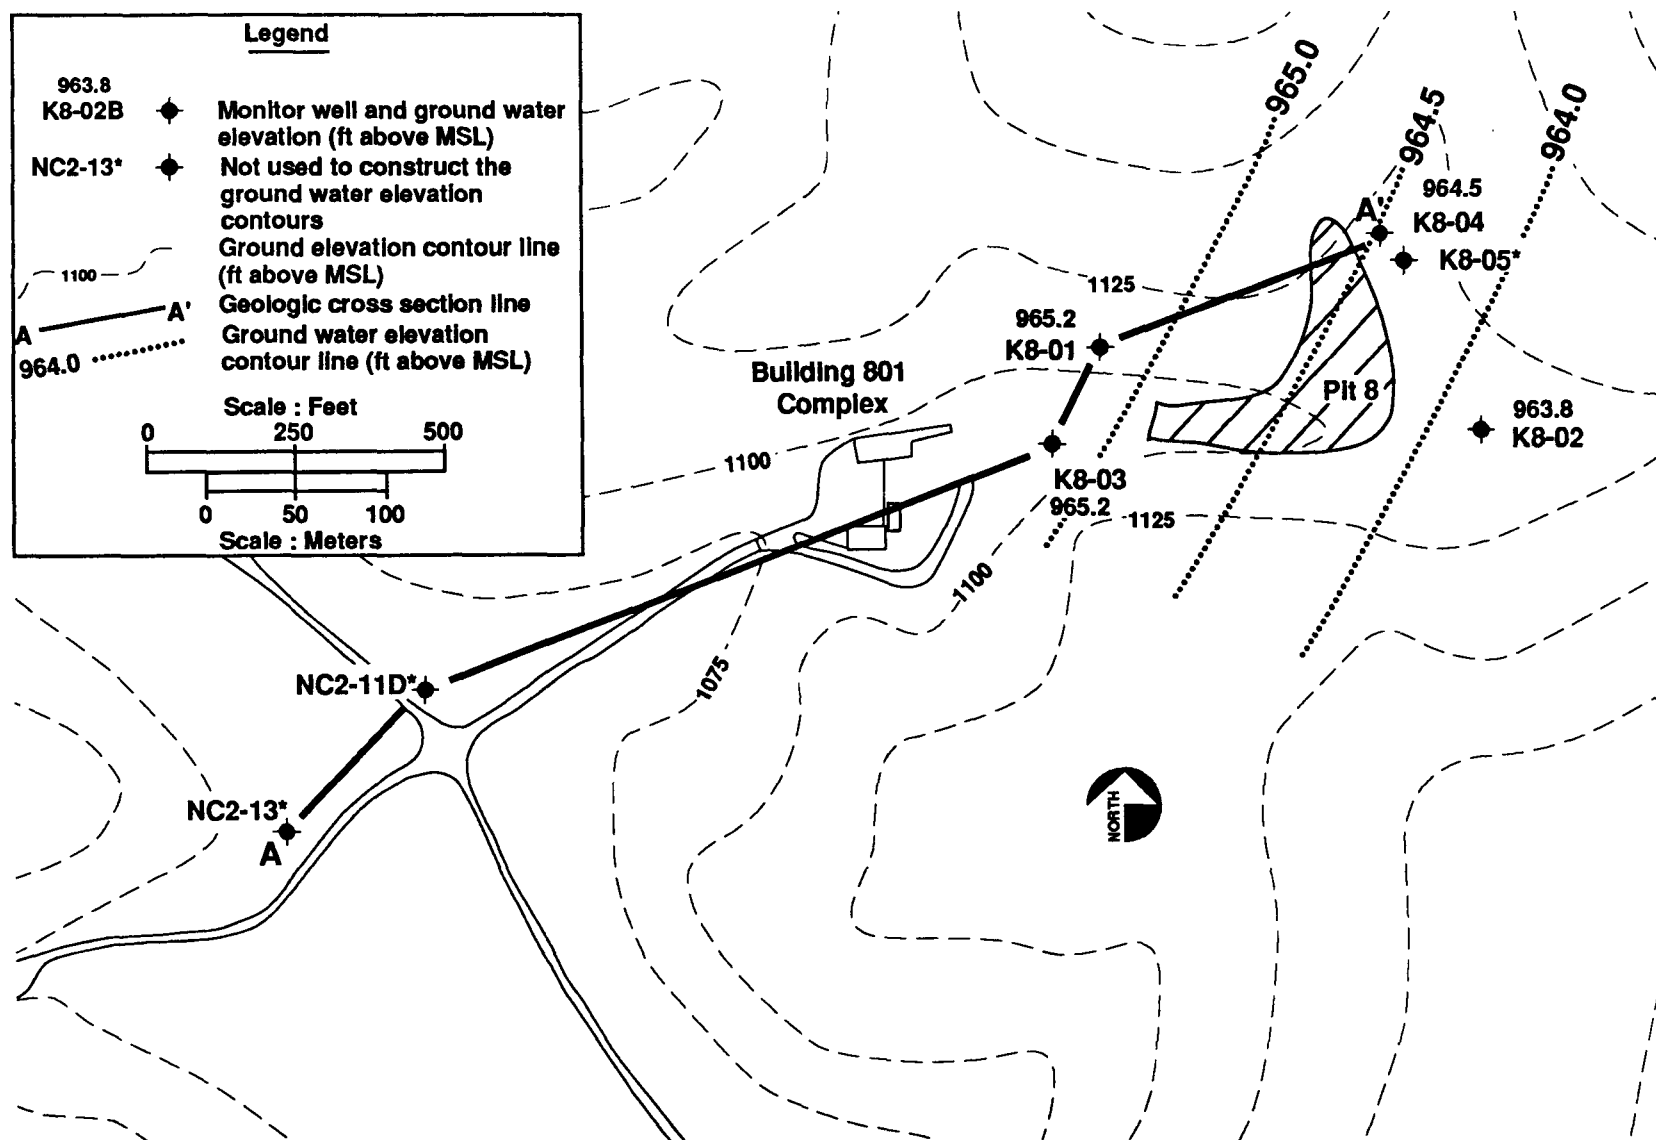 Legend
963.8
K8-02B
Monitor well and ground water
elevation (ft above MSL)
NC2-13*
Not used to construct the
ground water elevation
contours
1100
Ground elevation contour line
(ft above MSL)
A
A'
Geologic cross section line
964.0
Ground water elevation
contour line (ft above MSL)
Scale : Feet
0 250 500
0 50 100
Scale : Meters
965.0
964.5
964.0
964.5
A'
K8-04
K8-05*
1125
965.2
K8-01
Building 801
Complex
Pit 8
963.8
K8-02
1100
K8-03
965.2
1125
1100
1075
NC2-11D*
NC2-13*
A
NORTH